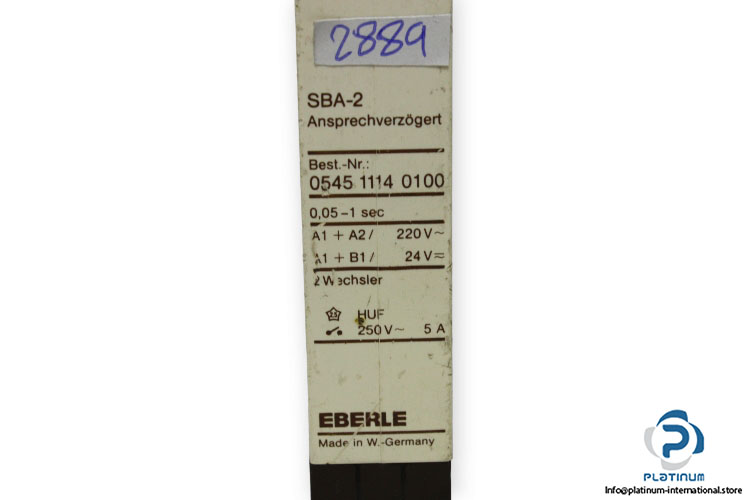 2889
SBA-2
Ansprechverzögert
Best.-Nr.:
0545 1114 0100
0,05-1 sec
A1 + A2 / 220 V~
A1 + B1 / 24 V≂
2 Wechsler
HUF
250 V~ 5 A
EBERLE
Made in W.-Germany
PLATINUM
Info@platinum-international.store